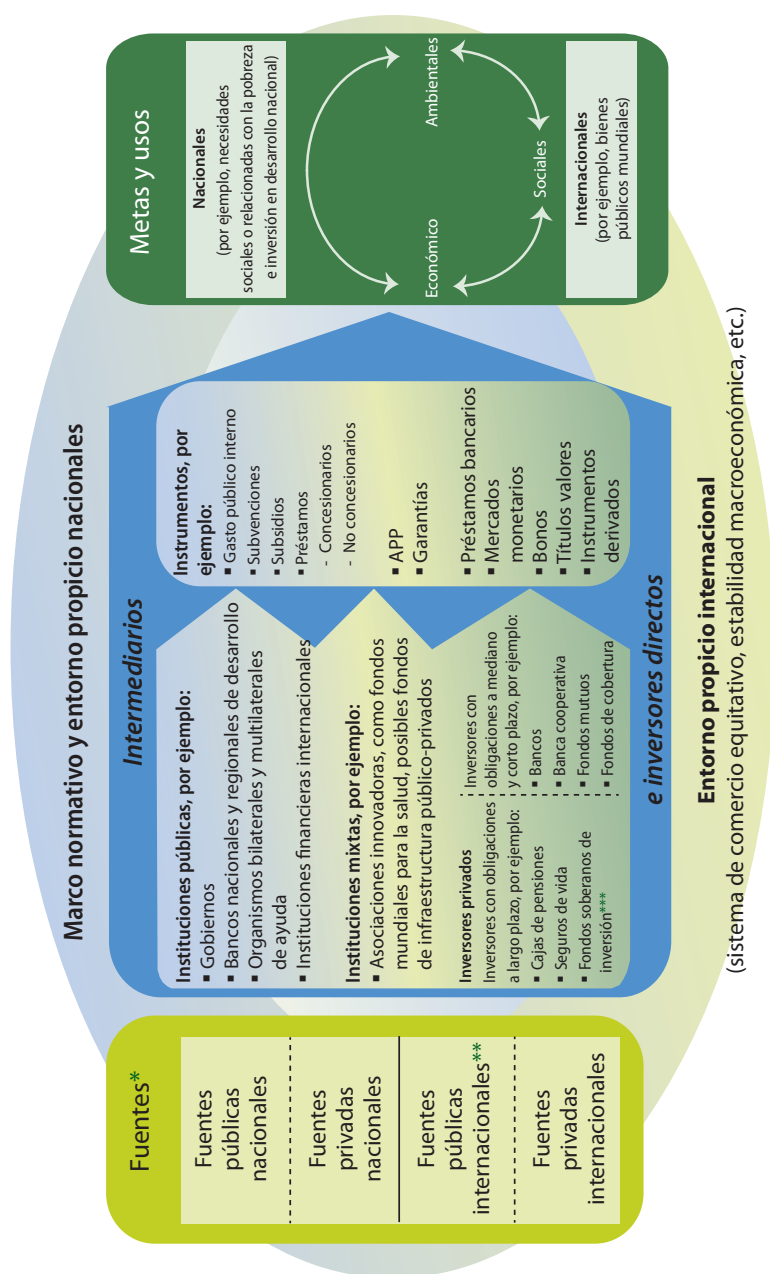 Marco normativo y entorno propicio nacionales
Fuentes*
Fuentes
públicas
nacionales
Fuentes
privadas
nacionales
Fuentes
públicas
internacionales**
Fuentes
privadas
internacionales
Intermediarios
Instituciones públicas, por ejemplo:
▪ Gobiernos
▪ Bancos nacionales y regionales de desarrollo
▪ Organismos bilaterales y multilaterales
de ayuda
▪ Instituciones financieras internacionales
Instituciones mixtas, por ejemplo:
▪ Asociaciones innovadoras, como fondos
mundiales para la salud, posibles fondos
de infraestructura público-privados
Inversores privados
Inversores con obligaciones
a largo plazo, por ejemplo:
▪ Cajas de pensiones
▪ Seguros de vida
▪ Fondos soberanos de
inversión***
Inversores con
obligaciones a mediano
y corto plazo, por ejemplo:
▪ Bancos
▪ Banca cooperativa
▪ Fondos mutuos
▪ Fondos de cobertura
Instrumentos, por
ejemplo:
▪ Gasto público interno
▪ Subvenciones
▪ Subsidios
▪ Préstamos
- Concesionarios
- No concesionarios
▪ APP
▪ Garantías
▪ Préstamos bancarios
▪ Mercados
monetarios
▪ Bonos
▪ Títulos valores
▪ Instrumentos
derivados
e inversores directos
Metas y usos
Nacionales
(por ejemplo, necesidades
sociales o relacionadas con la pobreza
e inversión en desarrollo nacional)
Económico
Ambientales
Sociales
Internacionales
(por ejemplo, bienes
públicos mundiales)
Entorno propicio internacional
(sistema de comercio equitativo, estabilidad macroeconómica, etc.)